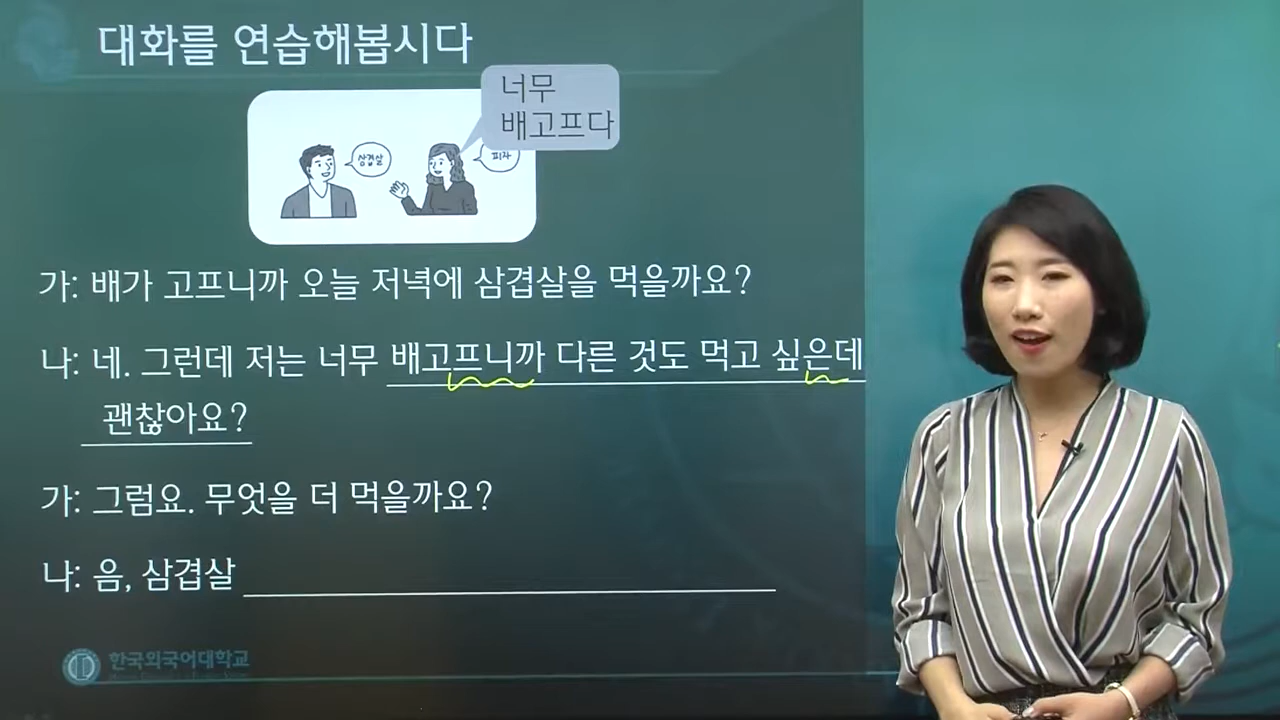 대화를 연습해봅시다
너무
배고프다
삼겹살
피자
가: 배가 고프니까 오늘 저녁에 삼겹살을 먹을까요?
나: 네. 그런데 저는 너무 배고프니까 다른 것도 먹고 싶은데
괜찮아요?
가: 그럼요. 무엇을 더 먹을까요?
나: 음, 삼겹살
한국외국어대학교